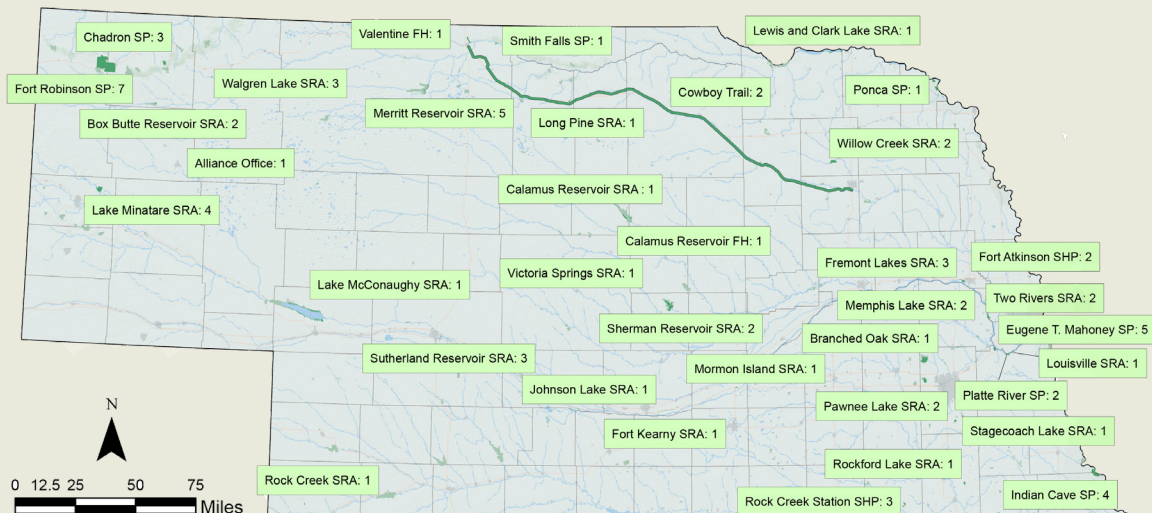 Chadron SP: 3
Valentine FH: 1
Smith Falls SP: 1
Lewis and Clark Lake SRA: 1
Fort Robinson SP: 7
Walgren Lake SRA: 3
Merritt Reservoir SRA: 5
Cowboy Trail: 2
Ponca SP: 1
Box Butte Reservoir SRA: 2
Long Pine SRA: 1
Willow Creek SRA: 2
Alliance Office: 1
Calamus Reservoir SRA : 1
Lake Minatare SRA: 4
Calamus Reservoir FH: 1
Fort Atkinson SHP: 2
Fremont Lakes SRA: 3
Victoria Springs SRA: 1
Lake McConaughy SRA: 1
Two Rivers SRA: 2
Memphis Lake SRA: 2
Sherman Reservoir SRA: 2
Eugene T. Mahoney SP: 5
Branched Oak SRA: 1
Sutherland Reservoir SRA: 3
Louisville SRA: 1
Mormon Island SRA: 1
Johnson Lake SRA: 1
Platte River SP: 2
Pawnee Lake SRA: 2
N
Fort Kearny SRA: 1
Stagecoach Lake SRA: 1
Rockford Lake SRA: 1
Rock Creek SRA: 1
0 12.5 25 50 75
Miles
Indian Cave SP: 4
Rock Creek Station SHP: 3